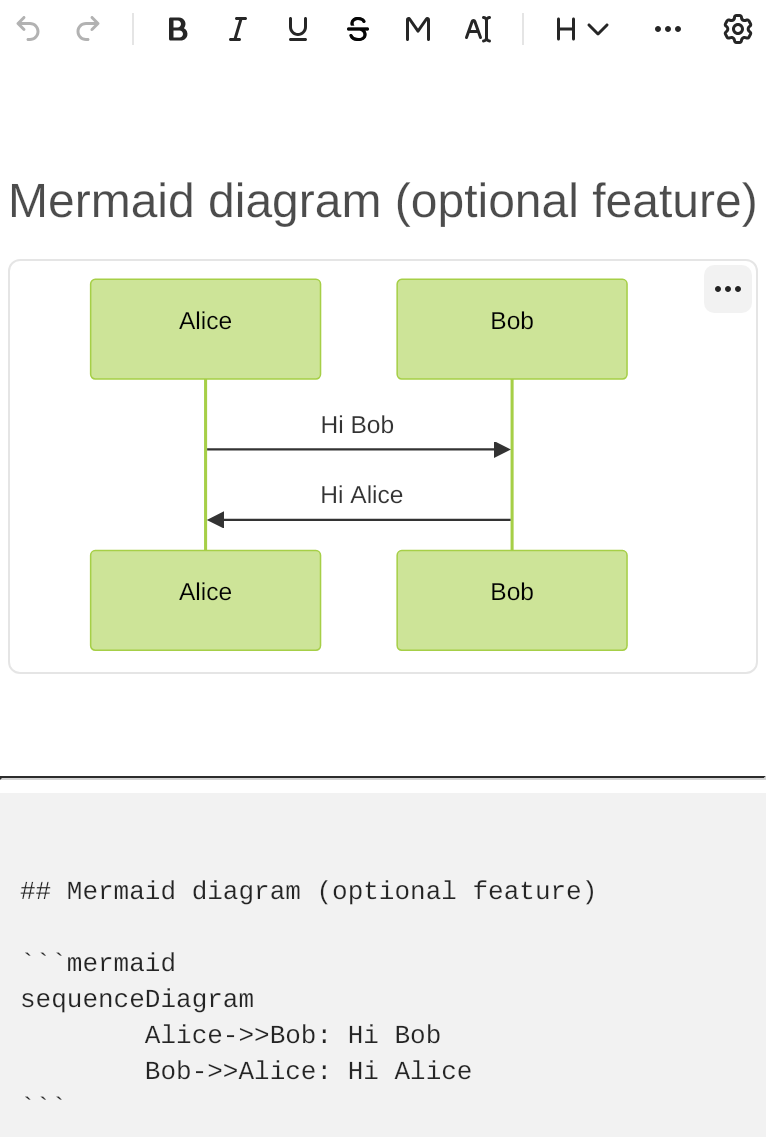 B I U S M A H
Mermaid diagram (optional feature)
Alice Bob
Hi Bob
Hi Alice
Alice Bob
## Mermaid diagram (optional feature)
```mermaid
sequenceDiagram
        Alice->>Bob: Hi Bob
        Bob->>Alice: Hi Alice
```